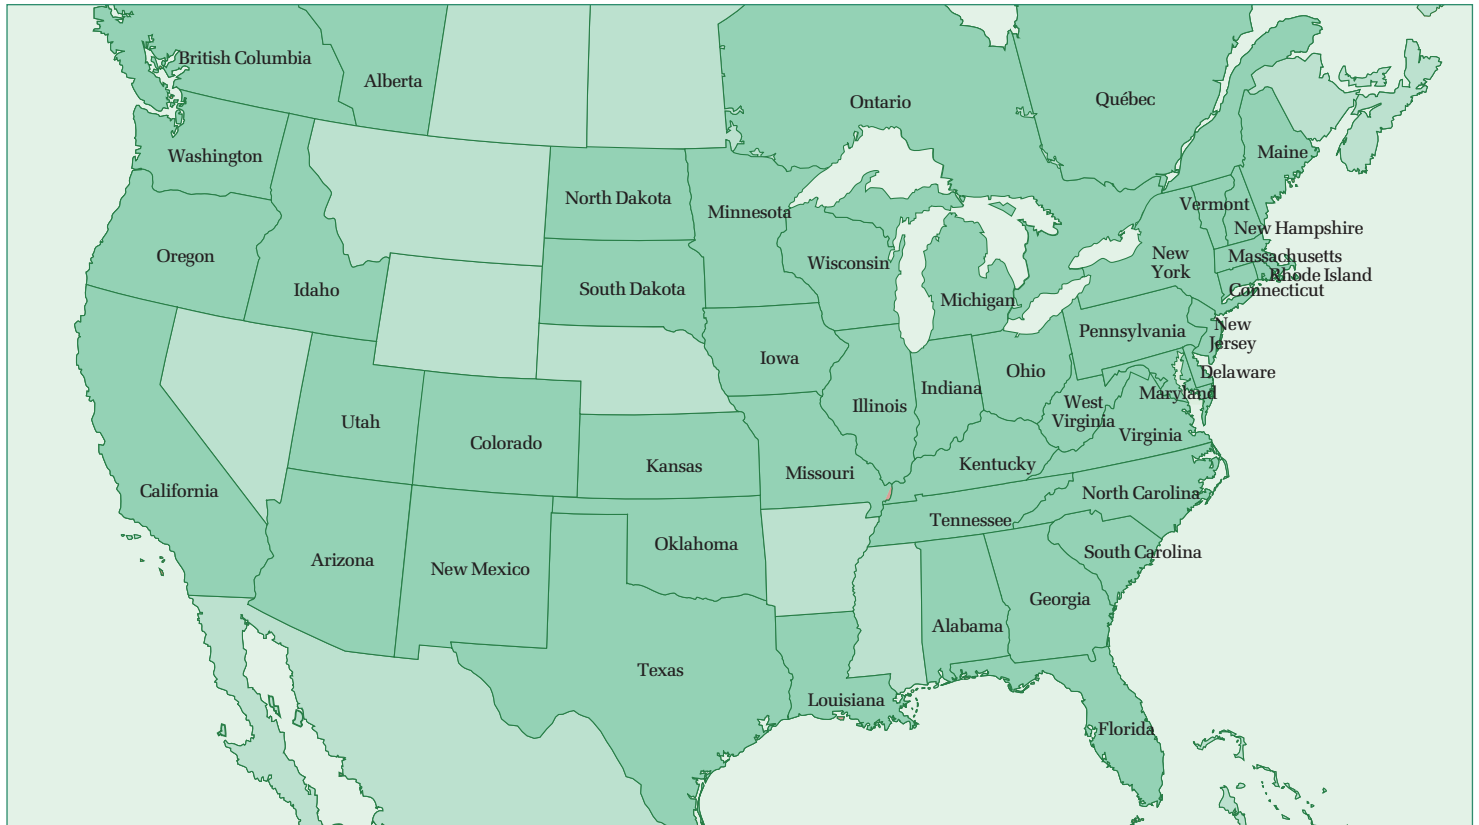 British Columbia
Alberta
Ontario
Québec
Washington
Maine
North Dakota
Minnesota
Vermont
New Hampshire
Oregon
Wisconsin
New
York
Massachusetts
Rhode Island
Idaho
South Dakota
Michigan
Connecticut
Pennsylvania
New
Jersey
Iowa
Ohio
Delaware
Indiana
Maryland
Illinois
West
Virginia
Utah
Colorado
Virginia
Kansas
Missouri
Kentucky
California
North Carolina
Tennessee
Arizona
New Mexico
Oklahoma
South Carolina
Georgia
Alabama
Texas
Louisiana
Florida